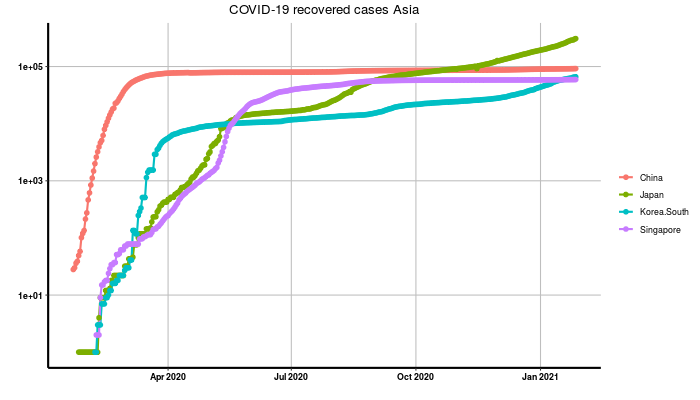 COVID-19 recovered cases Asia
1e+05
1e+03
1e+01
Apr 2020 Jul 2020 Oct 2020 Jan 2021
China
Japan
Korea.South
Singapore